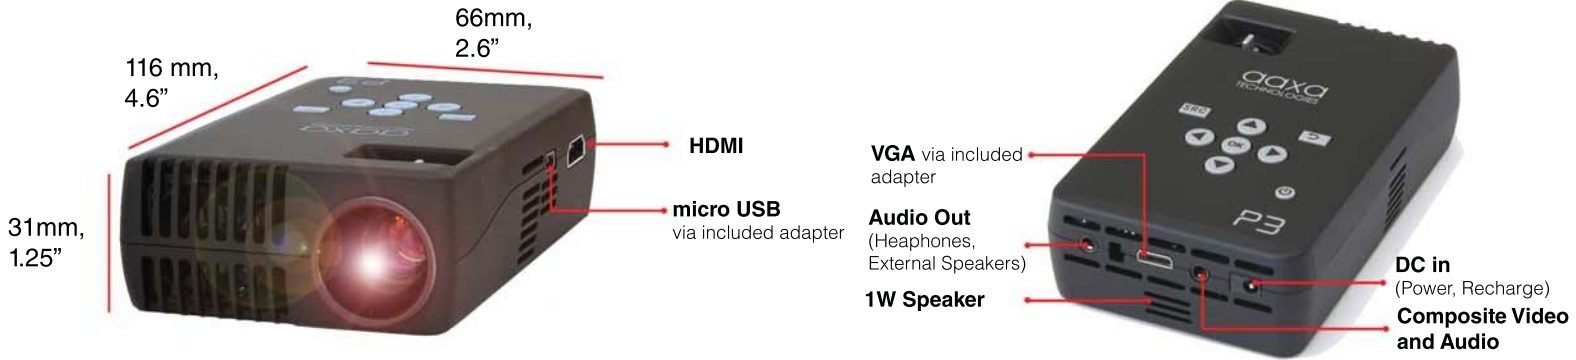 66mm,
2.6”
116 mm,
4.6”
31mm,
1.25”
P3
aaxa
HDMI
micro USB
via included adapter
aaxa
TECHNOLOGIES
SRC
OK
P3
VGA via included
adapter
Audio Out
(Heaphones,
External Speakers)
1W Speaker
DC in
(Power, Recharge)
Composite Video
and Audio